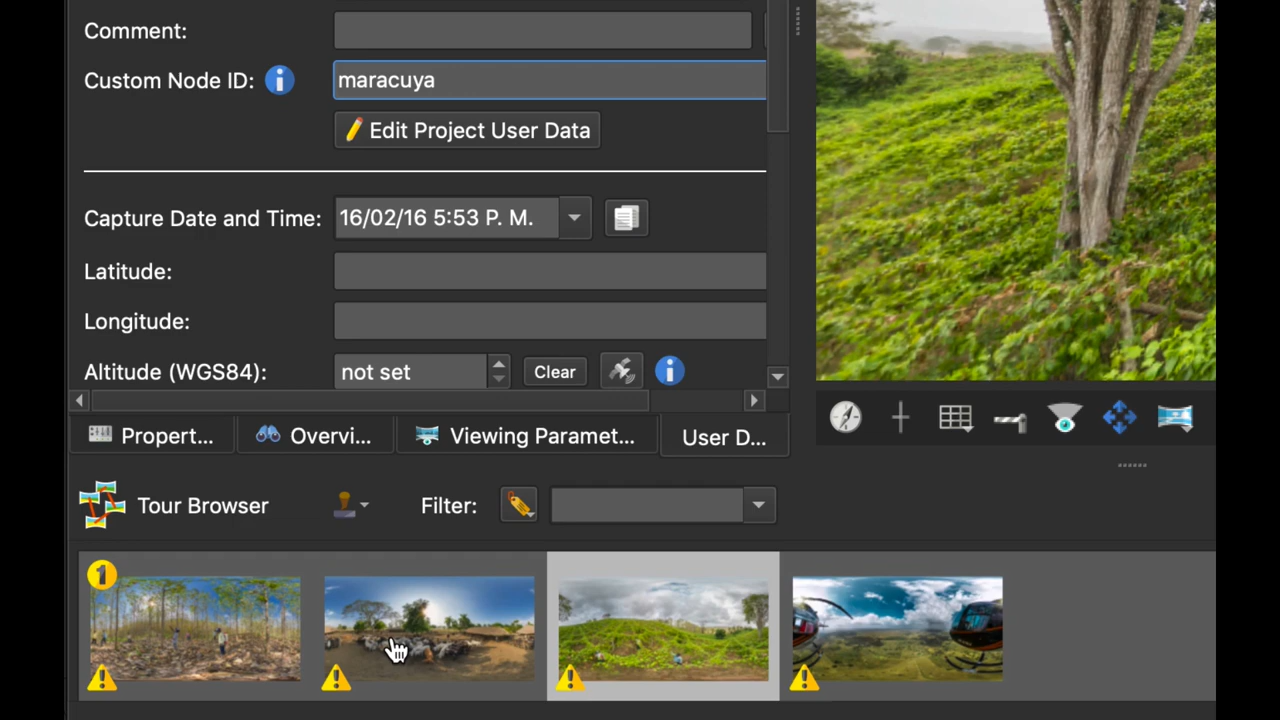 Comment:
Custom Node ID: maracuya
Edit Project User Data
Capture Date and Time: 16/02/16 5:53 P. M.
Latitude:
Longitude:
Altitude (WGS84): not set Clear
Propert... Overvi... Viewing Paramet... User D...
Tour Browser Filter:
1